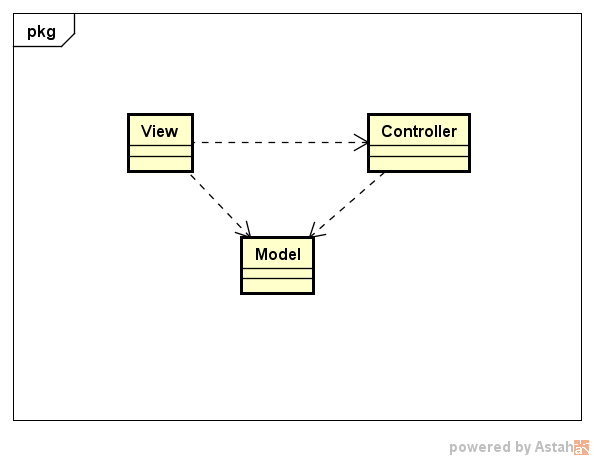 pkg
View
Controller
Model
powered by Astah